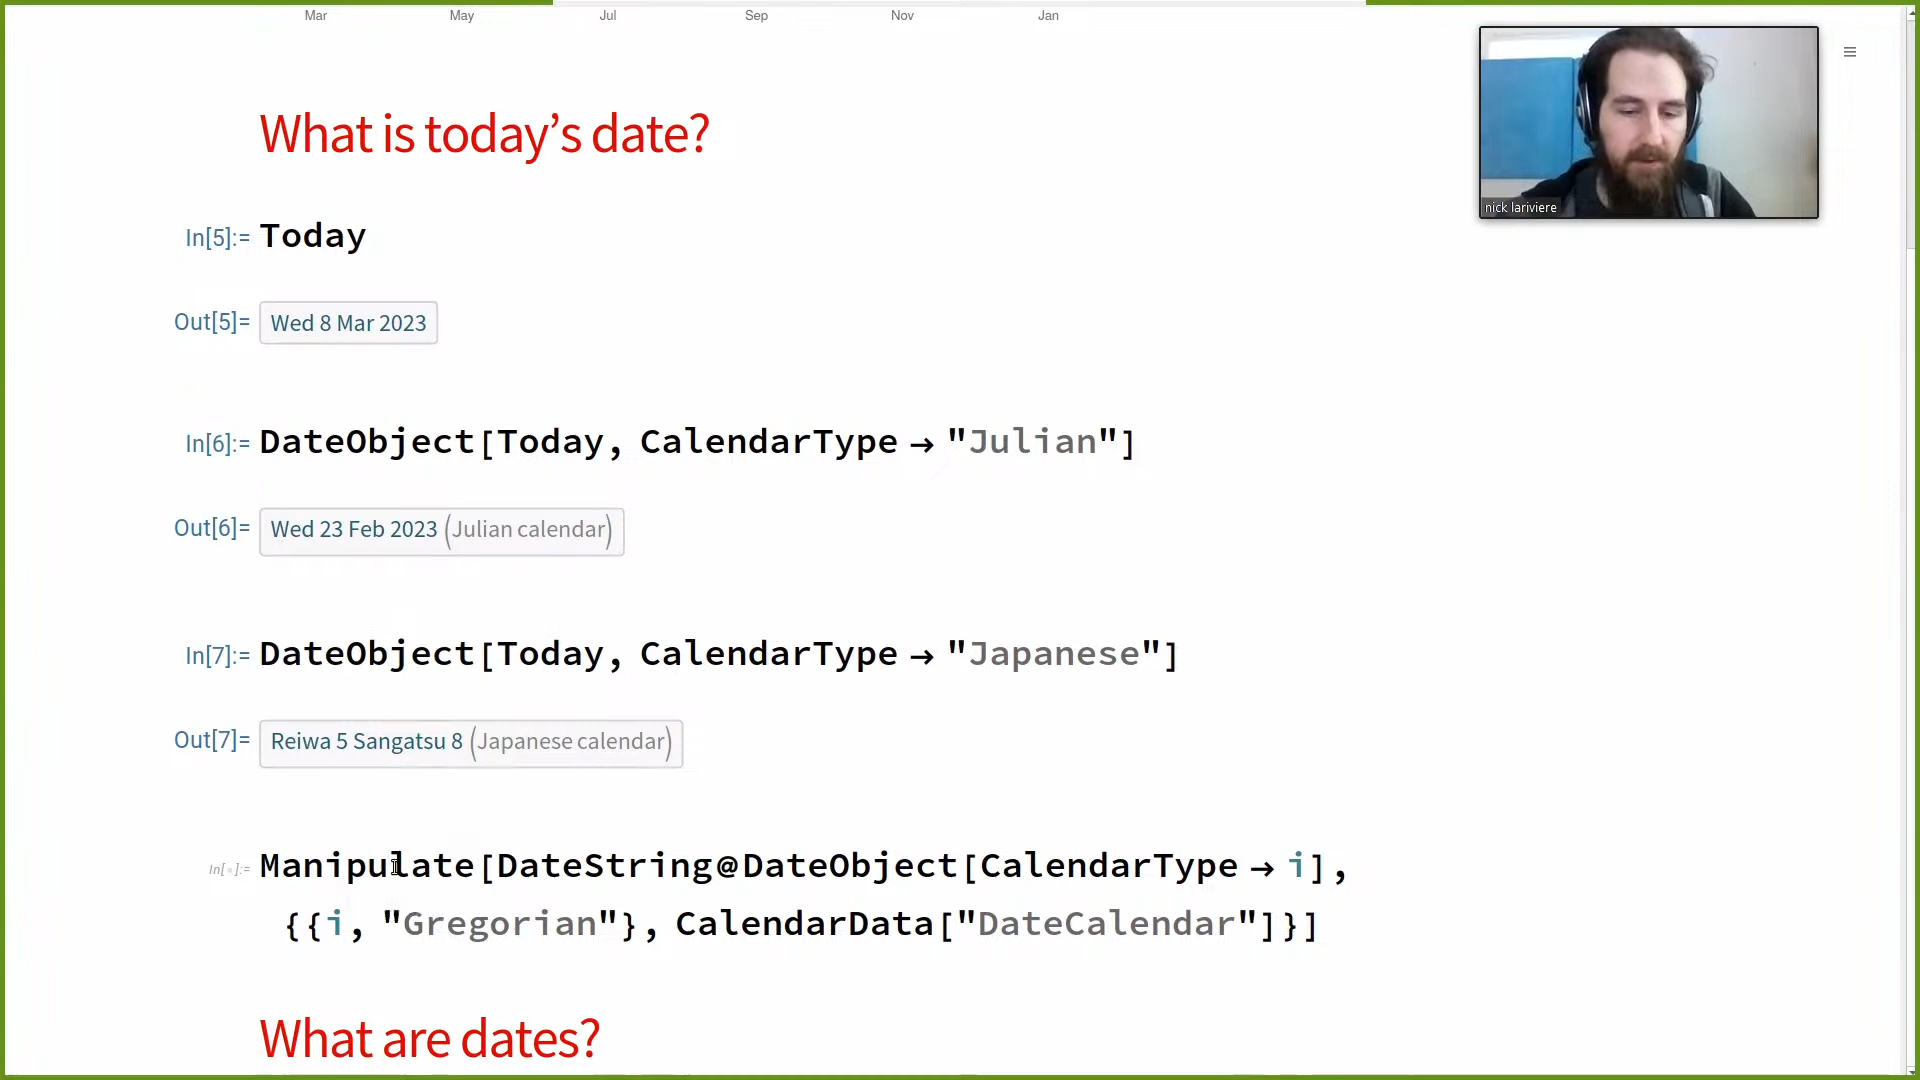 Mar May Jul Sep Nov Jan
What is today’s date?
nick lariviere
In[5]:= Today
Out[5]= Wed 8 Mar 2023
In[6]:= DateObject[Today, CalendarType → "Julian"]
Out[6]= Wed 23 Feb 2023 (Julian calendar)
In[7]:= DateObject[Today, CalendarType → "Japanese"]
Out[7]= Reiwa 5 Sangatsu 8 (Japanese calendar)
In[◦]:= Manipulate[DateString@DateObject[CalendarType → i],
{{i, "Gregorian"}, CalendarData["DateCalendar"]}]
What are dates?